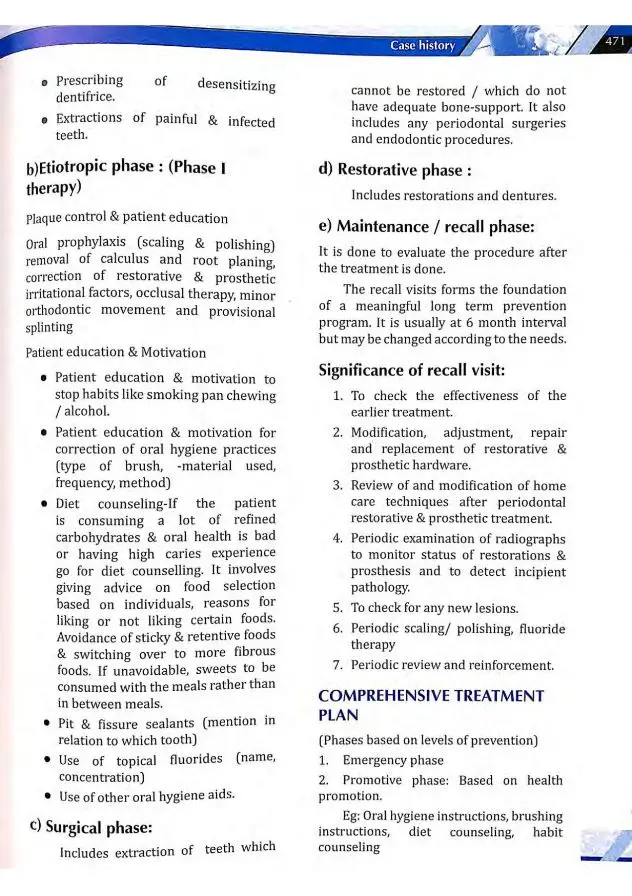 Case history
471
• Prescribing of desensitizing
dentifrice.
• Extractions of painful & infected
teeth.
b)Etiotropic phase : (Phase I
therapy)
Plaque control & patient education
Oral prophylaxis (scaling & polishing)
removal of calculus and root planing,
correction of restorative & prosthetic
irritational factors, occlusal therapy, minor
orthodontic movement and provisional
splinting
Patient education & Motivation
• Patient education & motivation to
stop habits like smoking pan chewing
/ alcohol.
• Patient education & motivation for
correction of oral hygiene practices
(type of brush, -material used,
frequency, method)
• Diet counseling-If the patient
is consuming a lot of refined
carbohydrates & oral health is bad
or having high caries experience
go for diet counselling. It involves
giving advice on food selection
based on individuals, reasons for
liking or not liking certain foods.
Avoidance of sticky & retentive foods
& switching over to more fibrous
foods. If unavoidable, sweets to be
consumed with the meals rather than
in between meals.
• Pit & fissure sealants (mention in
relation to which tooth)
• Use of topical fluorides (name,
concentration)
• Use of other oral hygiene aids.
c) Surgical phase:
Includes extraction of teeth which
cannot be restored / which do not
have adequate bone-support. It also
includes any periodontal surgeries
and endodontic procedures.
d) Restorative phase :
Includes restorations and dentures.
e) Maintenance / recall phase:
It is done to evaluate the procedure after
the treatment is done.
The recall visits forms the foundation
of a meaningful long term prevention
program. It is usually at 6 month interval
but may be changed according to the needs.
Significance of recall visit:
1. To check the effectiveness of the
earlier treatment.
2. Modification, adjustment, repair
and replacement of restorative &
prosthetic hardware.
3. Review of and modification of home
care techniques after periodontal
restorative & prosthetic treatment.
4. Periodic examination of radiographs
to monitor status of restorations &
prosthesis and to detect incipient
pathology.
5. To check for any new lesions.
6. Periodic scaling/ polishing, fluoride
therapy
7. Periodic review and reinforcement.
COMPREHENSIVE TREATMENT
PLAN
(Phases based on levels of prevention)
1. Emergency phase
2. Promotive phase: Based on health
promotion.
Eg: Oral hygiene instructions, brushing
instructions, diet counseling, habit
counseling